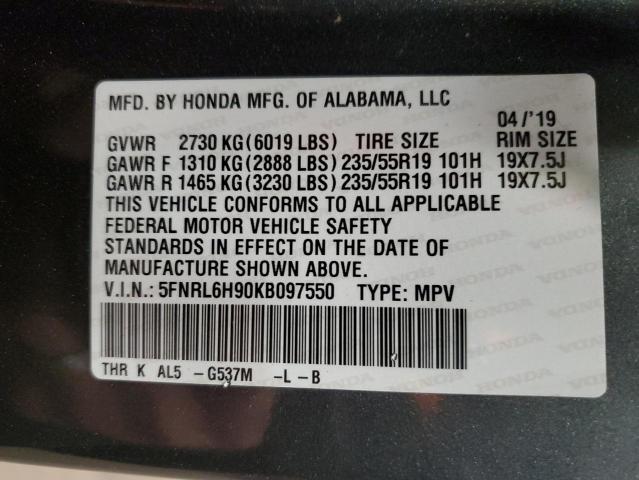 MFD. BY HONDA MFG. OF ALABAMA, LLC
04/'19
GVWR 2730 KG(6019 LBS) TIRE SIZE RIM SIZE
GAWR F 1310 KG(2888 LBS) 235/55R19 101H 19X7.5J
GAWR R 1465 KG(3230 LBS) 235/55R19 101H 19X7.5J
THIS VEHICLE CONFORMS TO ALL APPLICABLE
FEDERAL MOTOR VEHICLE SAFETY
STANDARDS IN EFFECT ON THE DATE OF
MANUFACTURE SHOWN ABOVE.
V.I.N.: 5FNRL6H90KB097550 TYPE: MPV
THR K AL5 -G537M -L-B